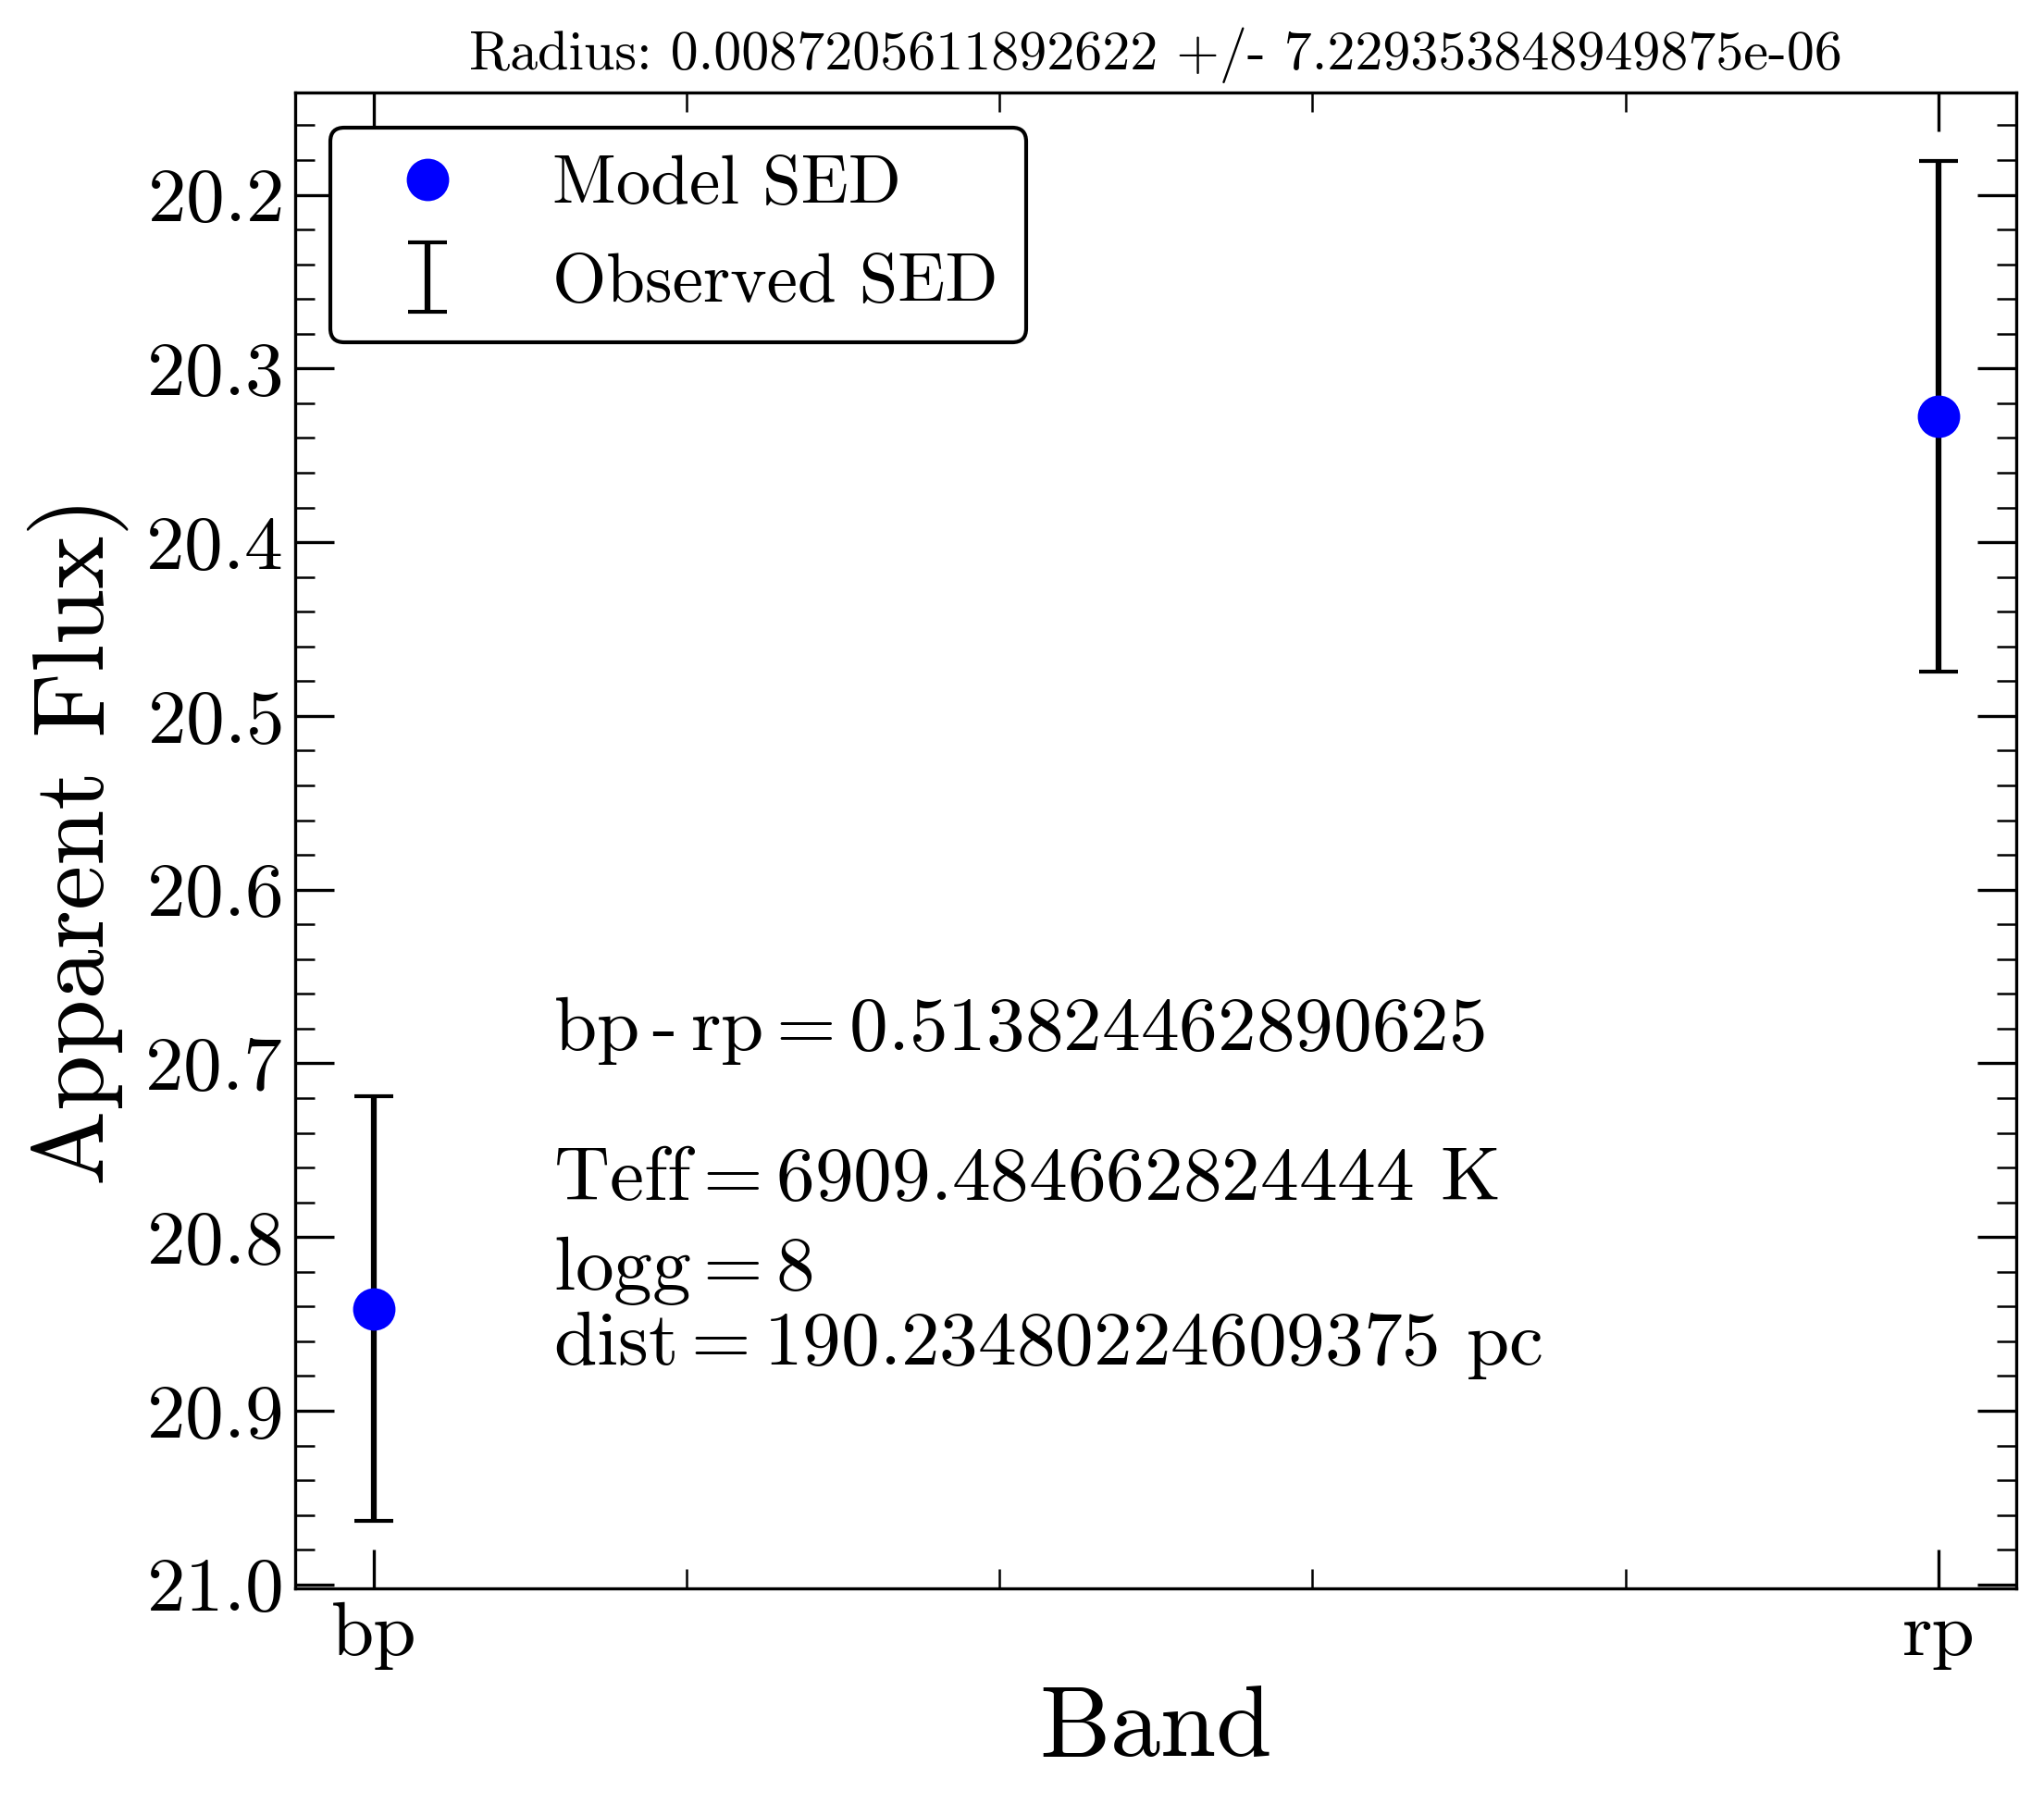 Radius: 0.0087205611892622 +/- 7.229353848949875e-06
Model SED
Observed SED
Apparent Flux)
20.2
20.3
20.4
20.5
20.6
20.7
20.8
20.9
21.0
bp - rp = 0.513824462890625
Teff = 6909.484662824444 K
logg = 8
dist = 190.23480224609375 pc
bp
rp
Band